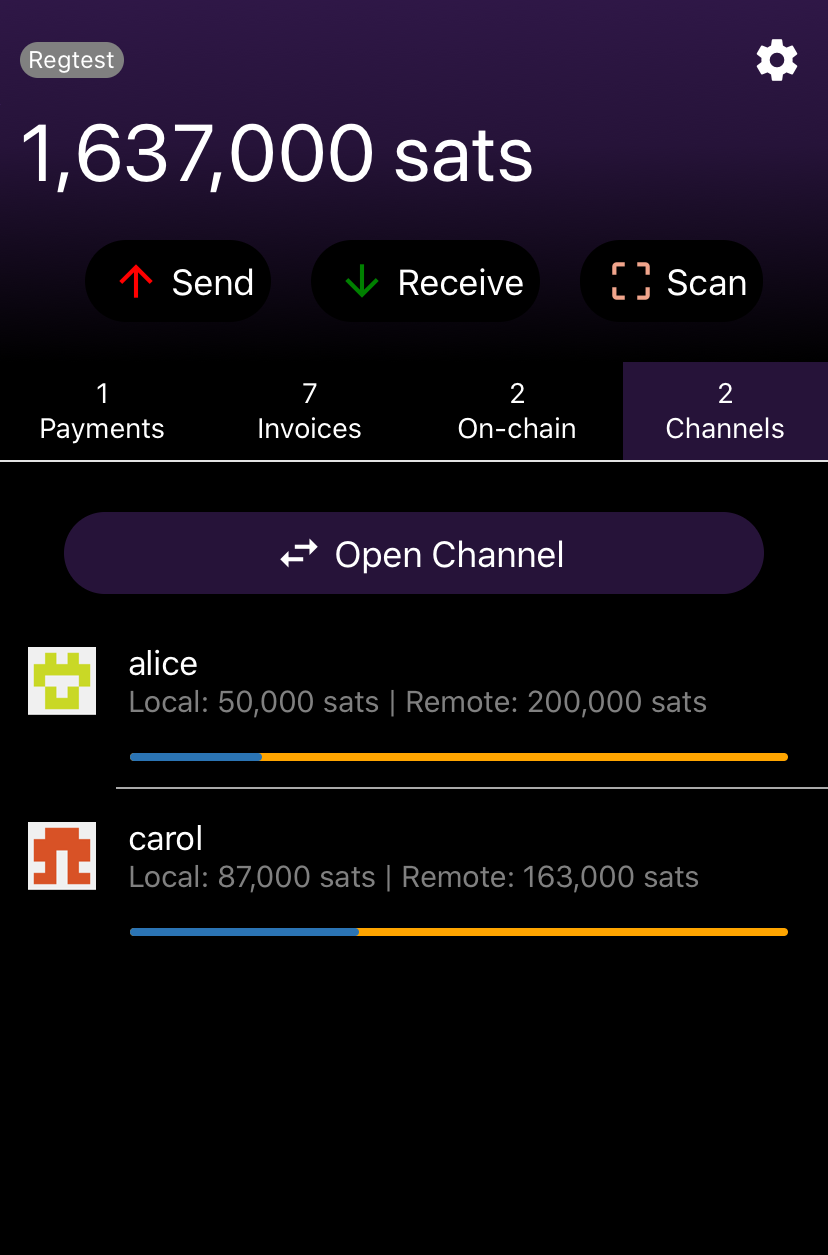 Regtest
1,637,000 sats
Send
Receive
Scan
1
Payments
7
Invoices
2
On-chain
2
Channels
Open Channel
alice
Local: 50,000 sats | Remote: 200,000 sats
carol
Local: 87,000 sats | Remote: 163,000 sats